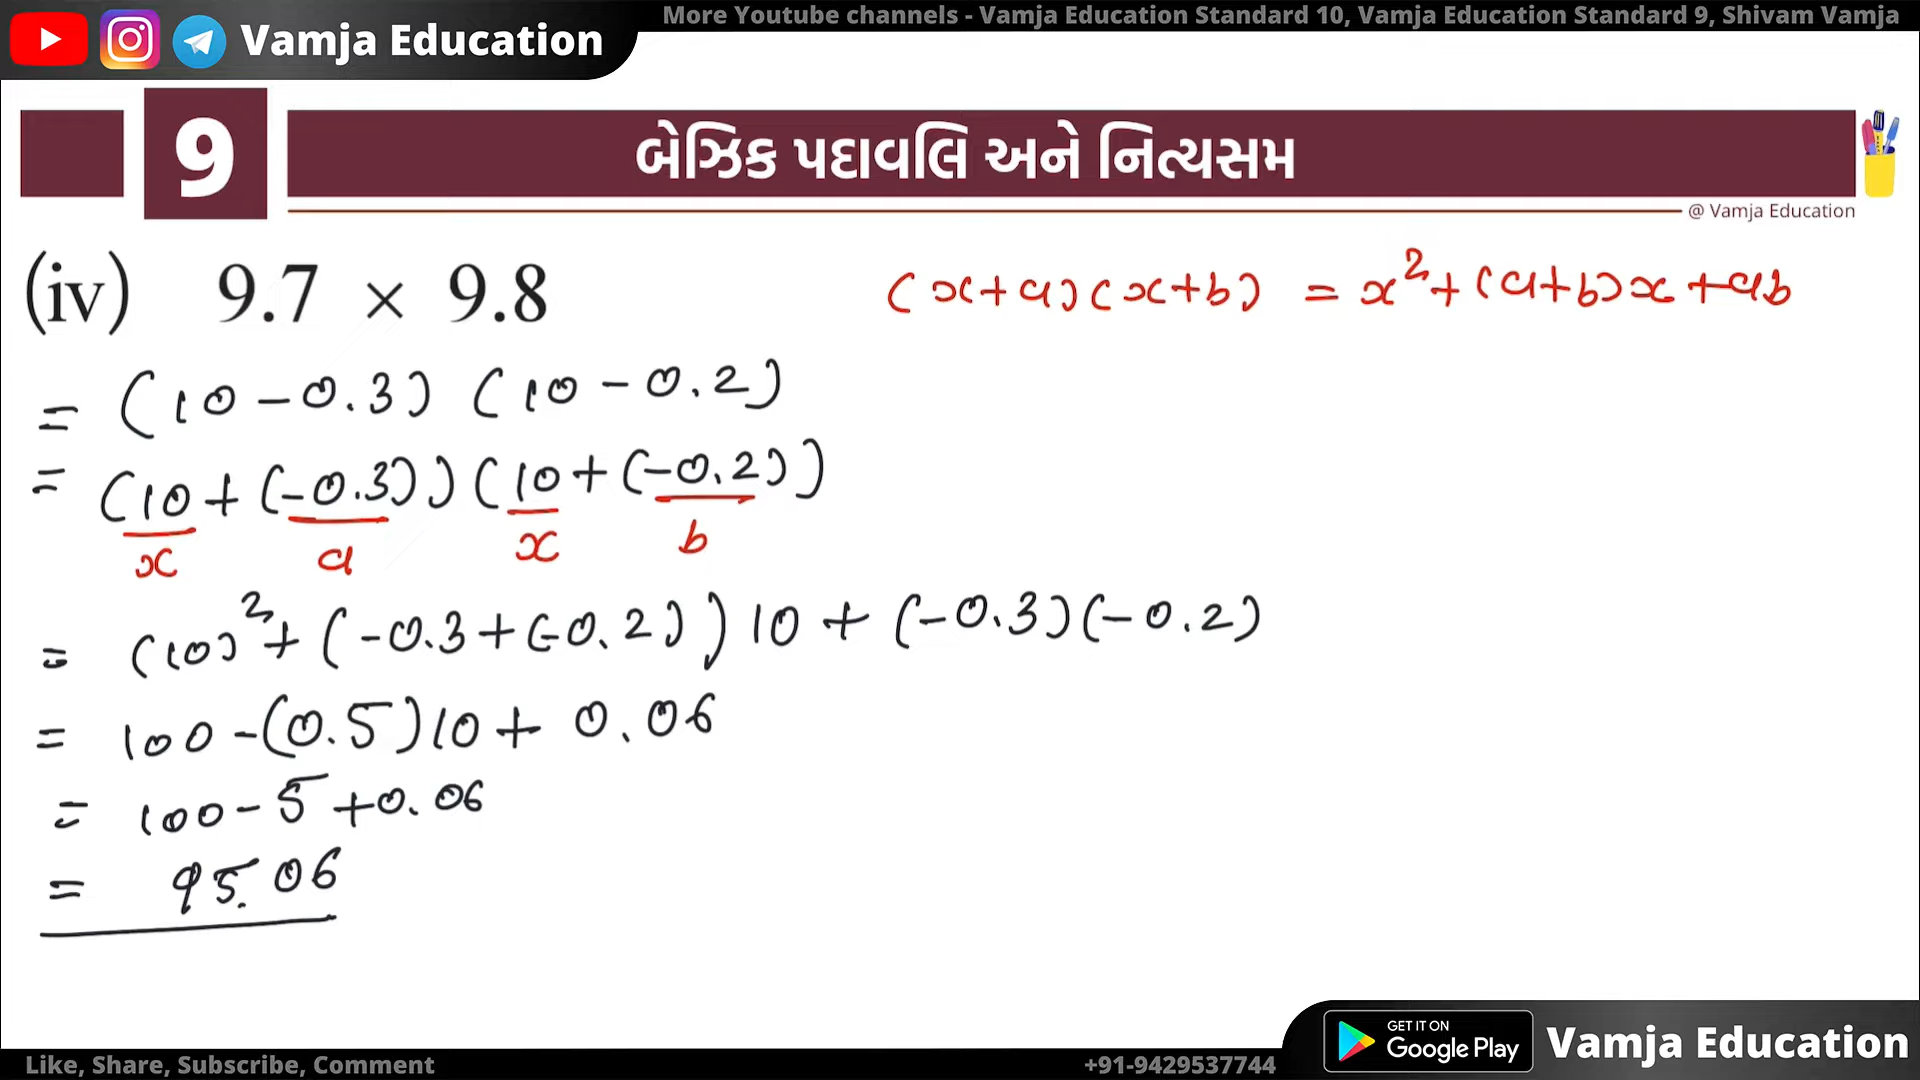 More Youtube channels - Vamja Education Standard 10, Vamja Education Standard 9, Shivam Vamja
Vamja Education
9
બેઝિક પદાવલિ અને નિત્યસમ
@ Vamja Education
(iv) 9.7 × 9.8
(x+a)(x+b) = x²+(a+b)x+ab
= (10-0.3) (10-0.2)
= (10+(-0.3)) (10+(-0.2))
x a x b
= (10)²+(-0.3+(-0.2))10+(-0.3)(-0.2)
= 100-(0.5)10+0.06
= 100-5+0.06
= 95.06
GET IT ON
Google Play
Vamja Education
Like, Share, Subscribe, Comment
+91-9429537744